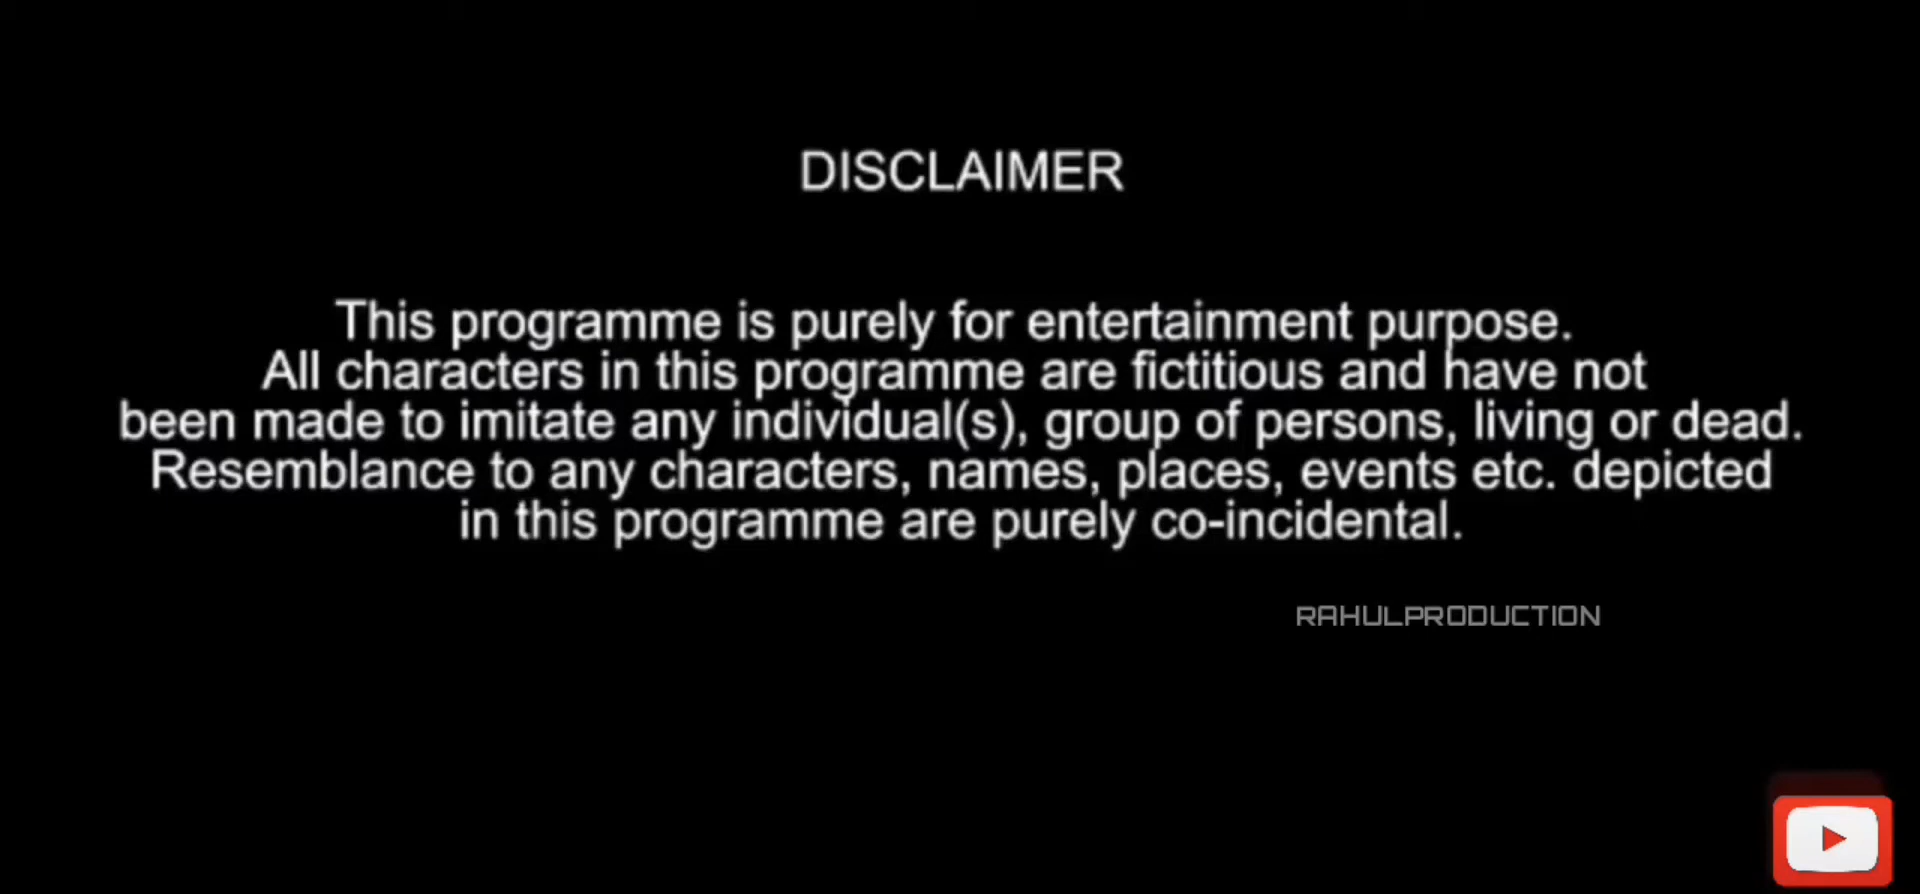 DISCLAIMER
This programme is purely for entertainment purpose.
All characters in this programme are fictitious and have not
been made to imitate any individual(s), group of persons, living or dead.
Resemblance to any characters, names, places, events etc. depicted
in this programme are purely co-incidental.
RAHULPRODUCTION